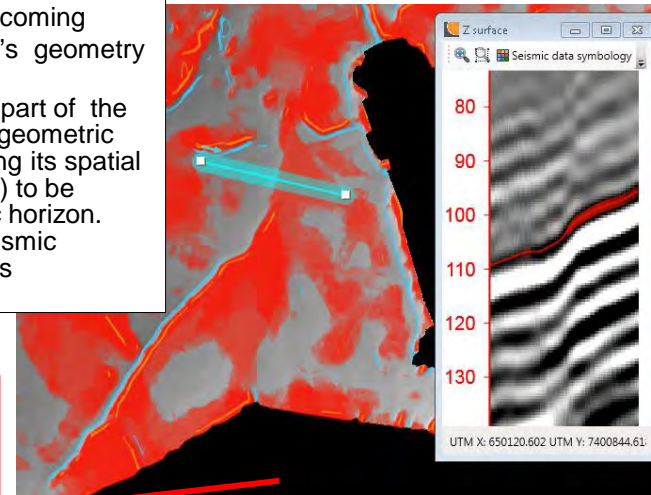 coming
’s geometry
part of the
geometric
ng its spatial
) to be
c horizon.
eismic
s
Z surface
Seismic data symbology
80
90
100
110
120
130
UTM X: 650120.602 UTM Y: 7400844.61